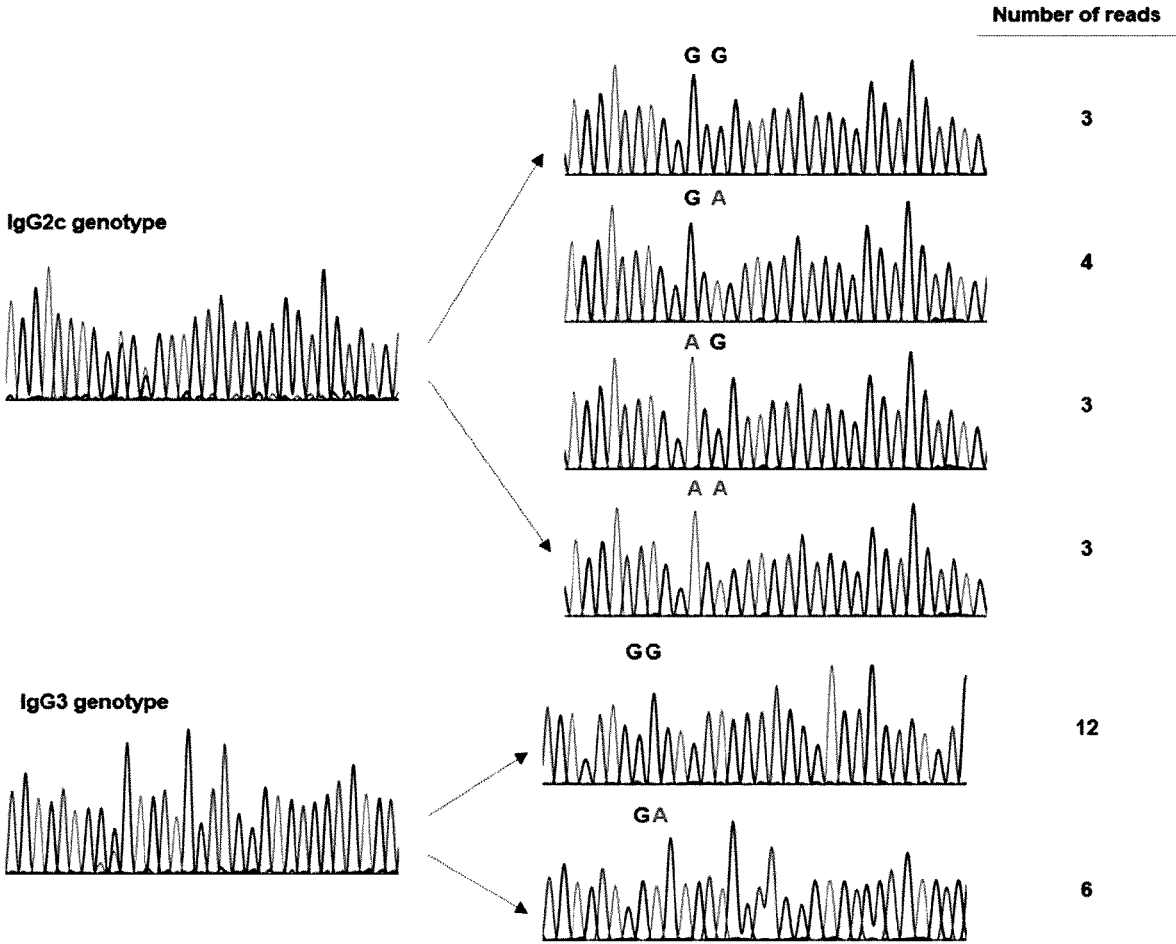 Number of reads
G G
3
IgG2c genotype
G A
4
A G
3
A A
3
IgG3 genotype
GG
12
GA
6